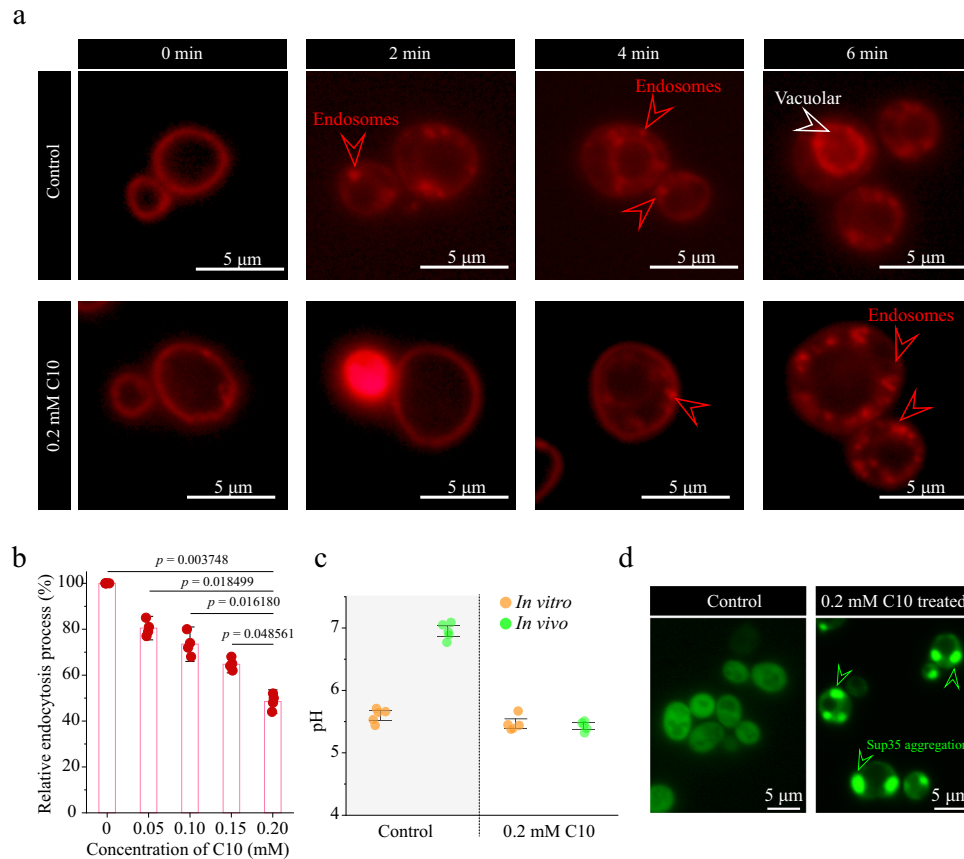 a
0 min
2 min
4 min
6 min
Control
Endosomes
Endosomes
Vacuolar
5 μm
5 μm
5 μm
5 μm
0.2 mM C10
Endosomes
5 μm
5 μm
5 μm
5 μm
b
p = 0.003748
p = 0.018499
p = 0.016180
p = 0.048561
Relative endocytosis process (%)
100
80
60
40
20
0
0
0.05
0.10
0.15
0.20
Concentration of C10 (mM)
c
In vitro
In vivo
pH
7
6
5
4
Control
0.2 mM C10
d
Control
0.2 mM C10 treated
Sup35 aggregation
5 μm
5 μm